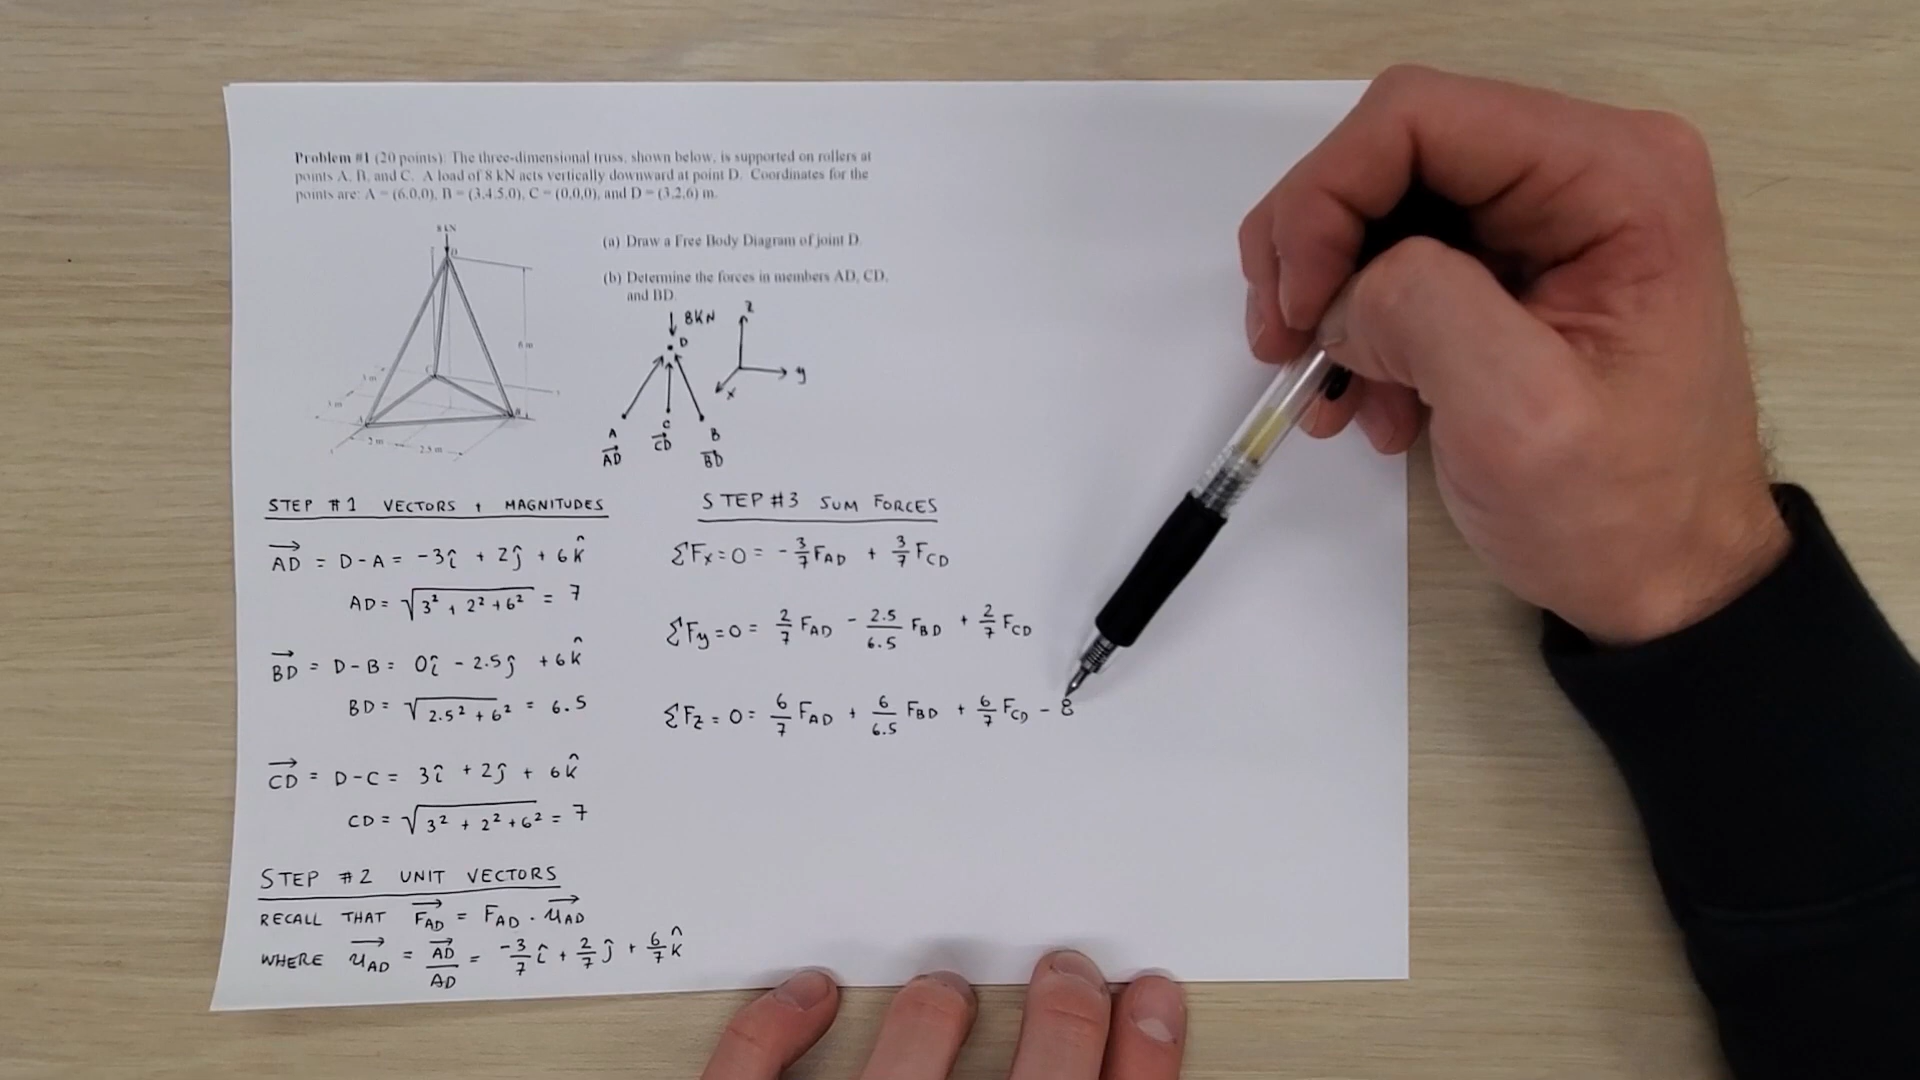 Problem #1 (20 points): The three-dimensional truss, shown below, is supported on rollers at
points A, B, and C. A load of 8 kN acts vertically downward at point D. Coordinates for the
points are: A = (6,0,0), B = (3,4.5,0), C = (0,0,0), and D = (3,2,6) m.
8 kN
D
6 m
C
3 m
3 m
A
B
2 m
2.5 m
(a) Draw a Free Body Diagram of joint D.
(b) Determine the forces in members AD, CD,
and BD.
8KN
D
z
y
x
A
C
B
→AD
→CD
→BD
STEP #1 VECTORS + MAGNITUDES
→AD = D-A = -3î + 2ĵ + 6k̂
AD = √(3² + 2² + 6²) = 7
→BD = D-B = 0î - 2.5ĵ + 6k̂
BD = √(2.5² + 6²) = 6.5
→CD = D-C = 3î + 2ĵ + 6k̂
CD = √(3² + 2² + 6²) = 7
STEP #2 UNIT VECTORS
RECALL THAT →F_AD = F_AD · →u_AD
WHERE →u_AD = →AD/AD = -3/7 î + 2/7 ĵ + 6/7 k̂
STEP #3 SUM FORCES
ΣFx = 0 = -3/7 F_AD + 3/7 F_CD
ΣFy = 0 = 2/7 F_AD - 2.5/6.5 F_BD + 2/7 F_CD
ΣFz = 0 = 6/7 F_AD + 6/6.5 F_BD + 6/7 F_CD - 8